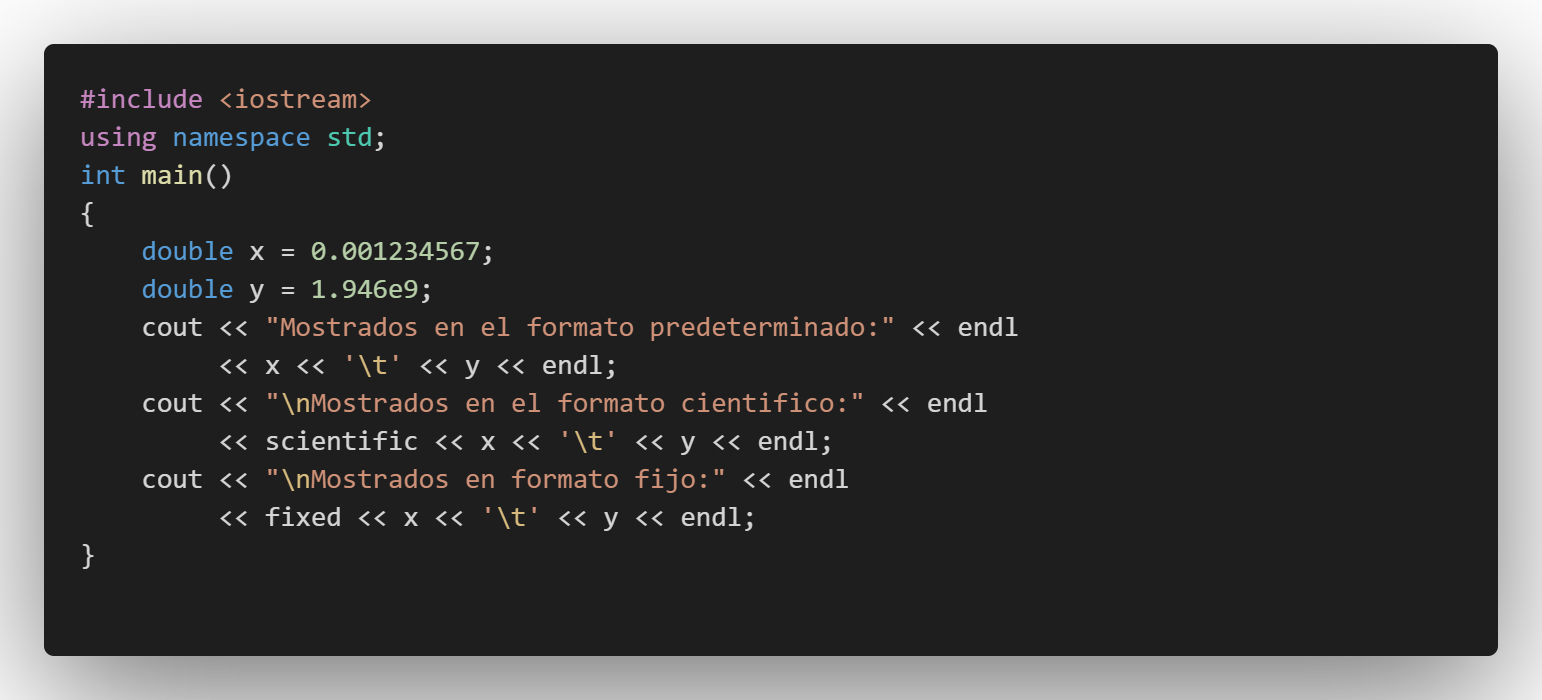 #include <iostream>
using namespace std;
int main()
{
    double x = 0.001234567;
    double y = 1.946e9;
    cout << "Mostrados en el formato predeterminado:" << endl
         << x << '\t' << y << endl;
    cout << "\nMostrados en el formato cientifico:" << endl
         << scientific << x << '\t' << y << endl;
    cout << "\nMostrados en formato fijo:" << endl
         << fixed << x << '\t' << y << endl;
}